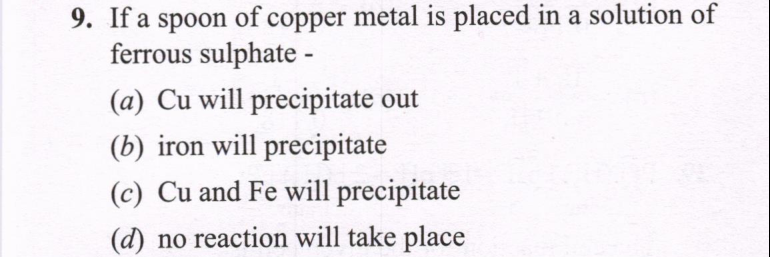 9. If a spoon of copper metal is placed in a solution of
ferrous sulphate -
(a) Cu will precipitate out
(b) iron will precipitate
(c) Cu and Fe will precipitate
(d) no reaction will take place